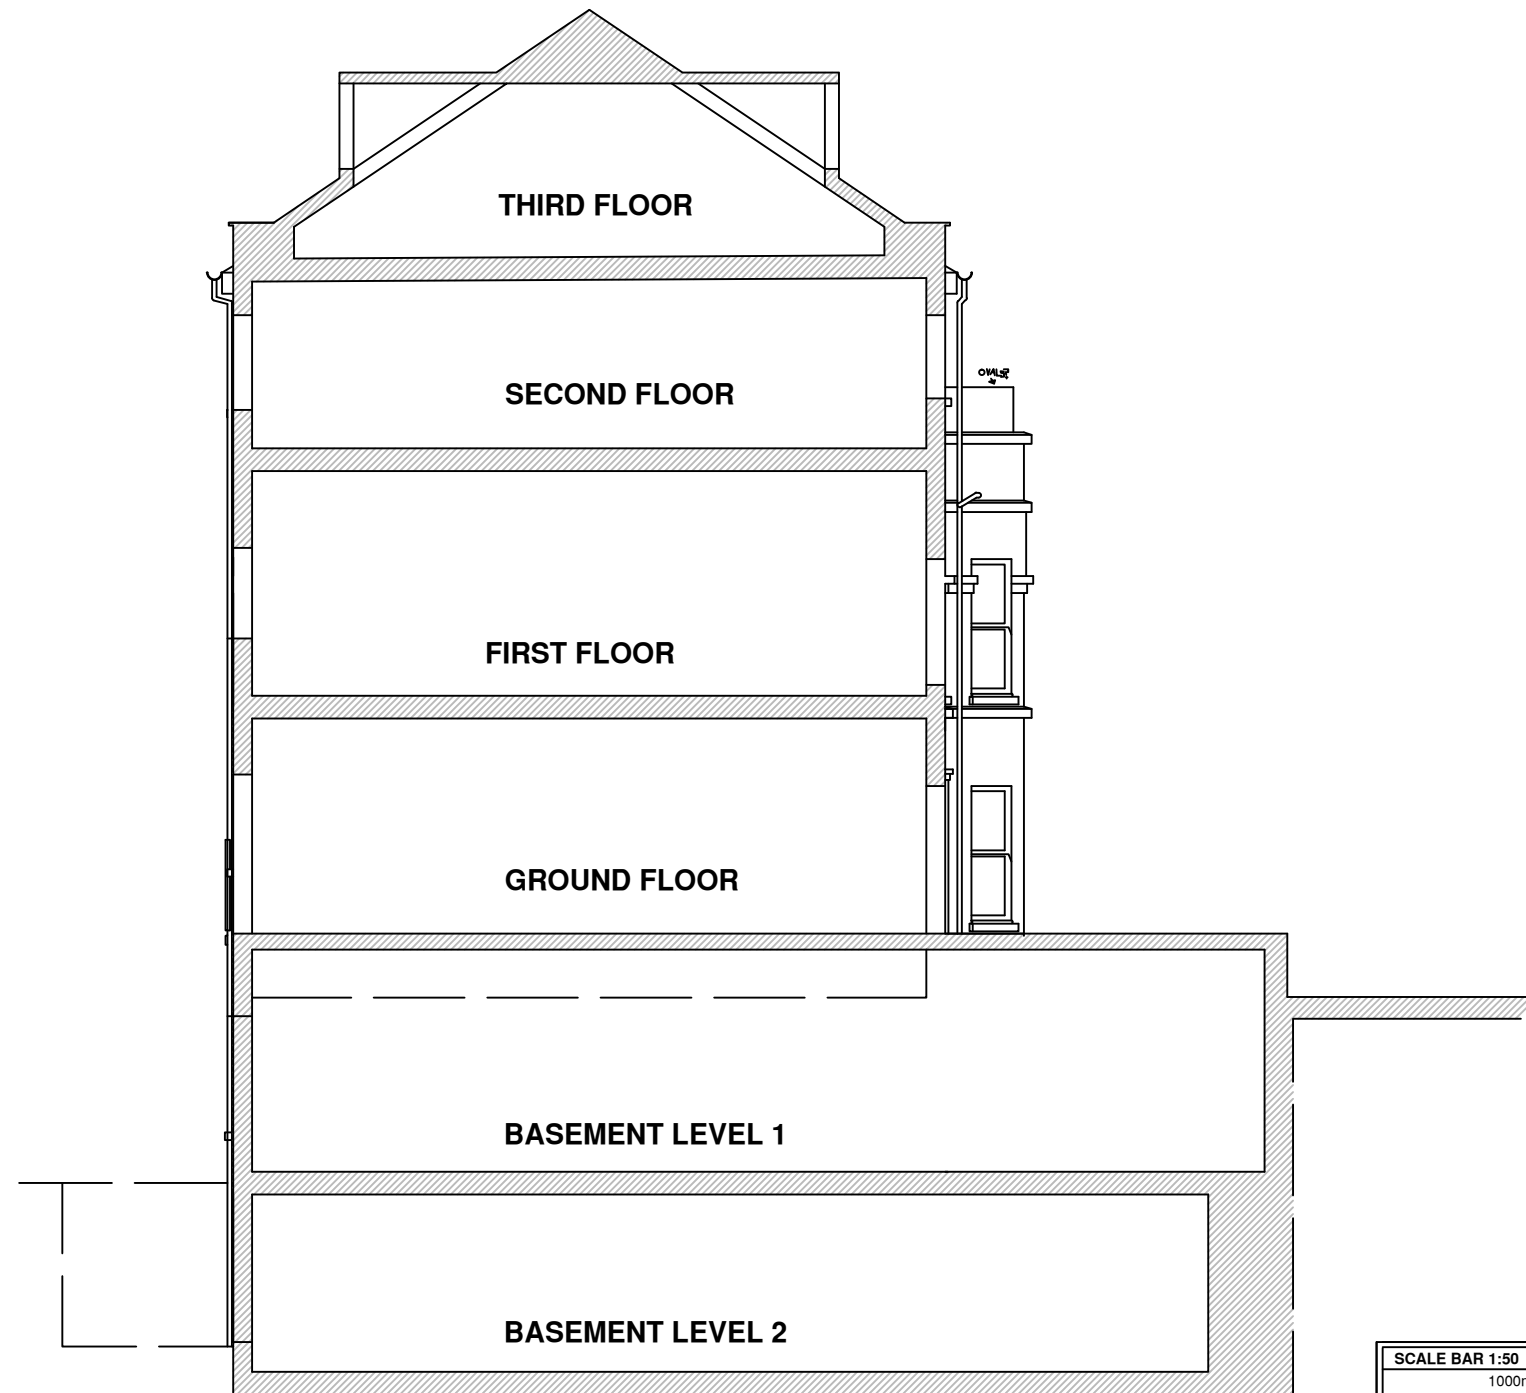 THIRD FLOOR
SECOND FLOOR
FIRST FLOOR
GROUND FLOOR
BASEMENT LEVEL 1
BASEMENT LEVEL 2
SCALE BAR 1:50